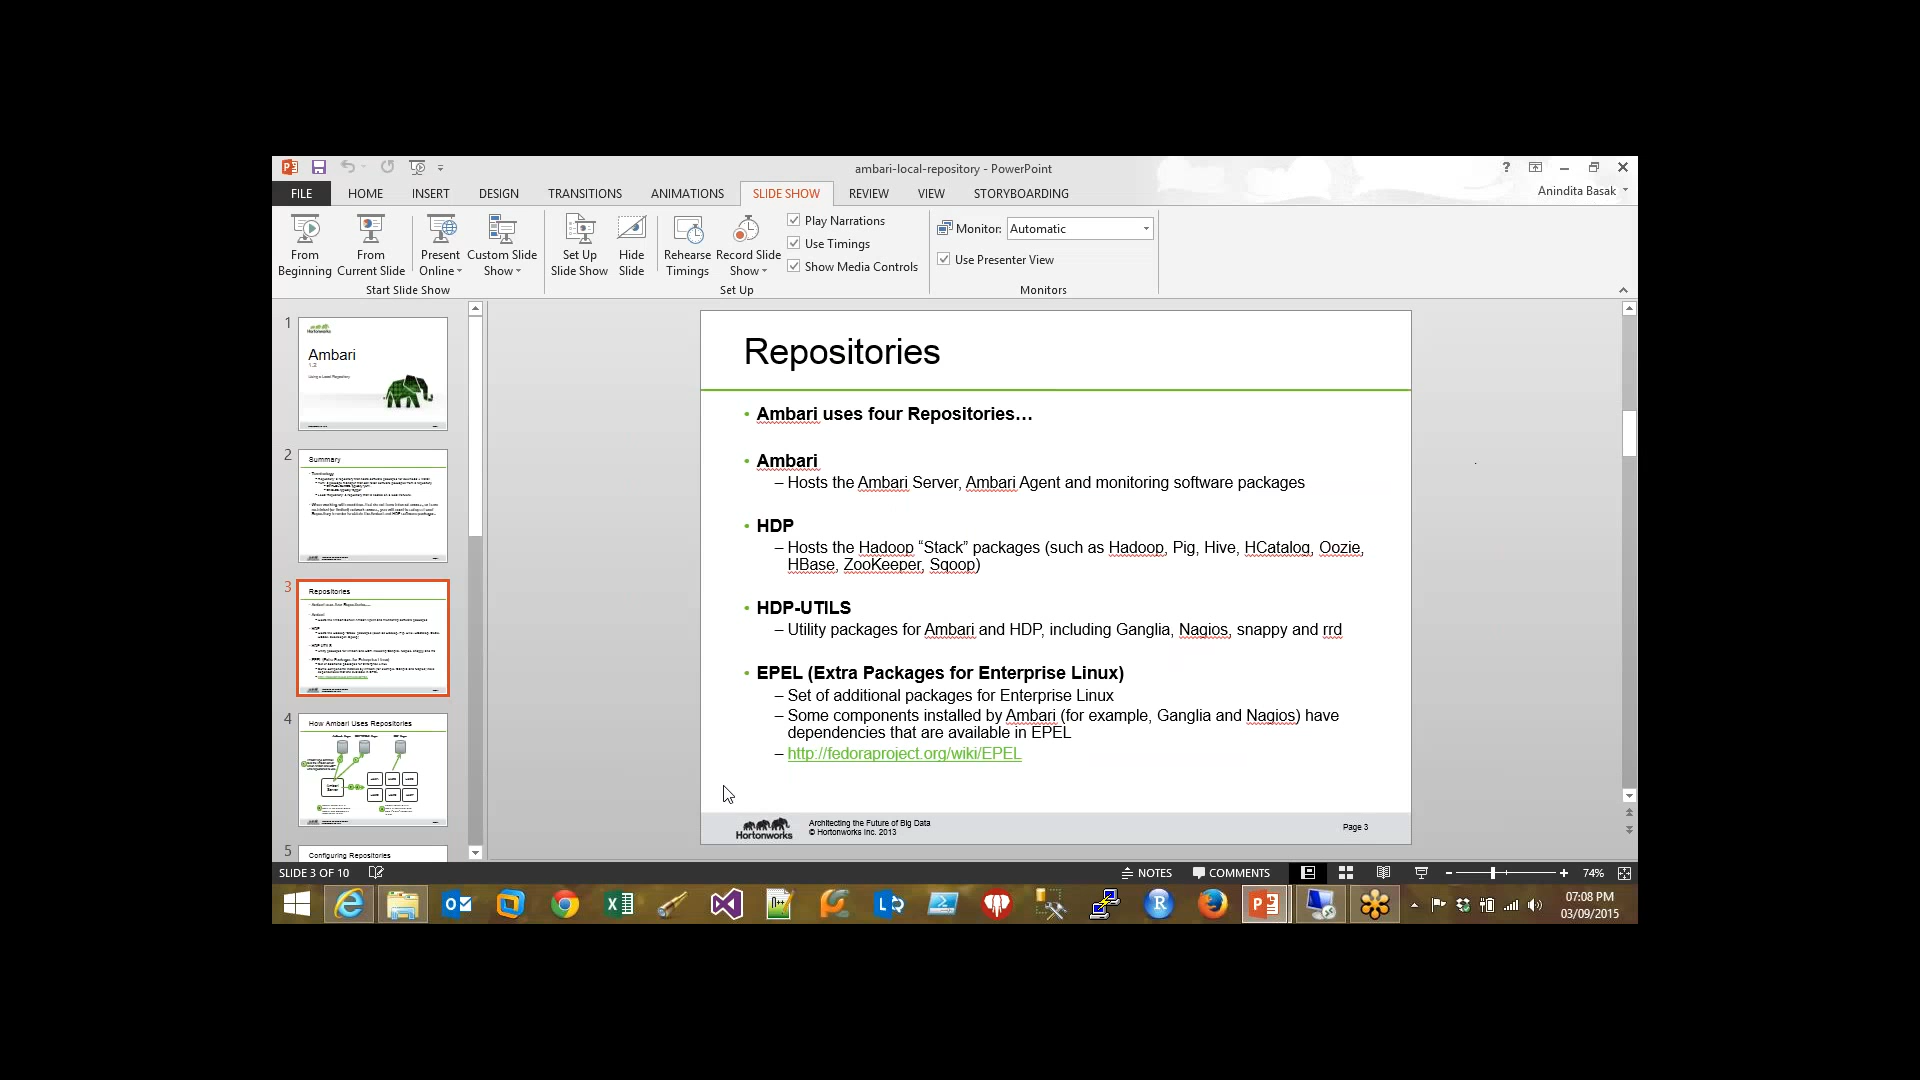 ambari-local-repository - PowerPoint
?
FILE
HOME
INSERT
DESIGN
TRANSITIONS
ANIMATIONS
SLIDE SHOW
REVIEW
VIEW
STORYBOARDING
Anindita Basak
From Beginning
From Current Slide
Present Online
Custom Slide Show
Start Slide Show
Set Up Slide Show
Hide Slide
Rehearse Timings
Record Slide Show
Play Narrations
Use Timings
Show Media Controls
Set Up
Monitor: Automatic
Use Presenter View
Monitors
1
Hortonworks
Ambari
1.2
Using a Local Repository
2
Summary
3
Repositories
4
How Ambari Uses Repositories
Ambari Server
5
Configuring Repositories
Repositories
• Ambari uses four Repositories…
• Ambari
– Hosts the Ambari Server, Ambari Agent and monitoring software packages
• HDP
– Hosts the Hadoop “Stack” packages (such as Hadoop, Pig, Hive, HCatalog, Oozie,
HBase, ZooKeeper, Sqoop)
• HDP-UTILS
– Utility packages for Ambari and HDP, including Ganglia, Nagios, snappy and rrd
• EPEL (Extra Packages for Enterprise Linux)
– Set of additional packages for Enterprise Linux
– Some components installed by Ambari (for example, Ganglia and Nagios) have
dependencies that are available in EPEL
– http://fedoraproject.org/wiki/EPEL
Hortonworks
Architecting the Future of Big Data
© Hortonworks Inc. 2013
Page 3
SLIDE 3 OF 10
NOTES
COMMENTS
74%
07:08 PM
03/09/2015